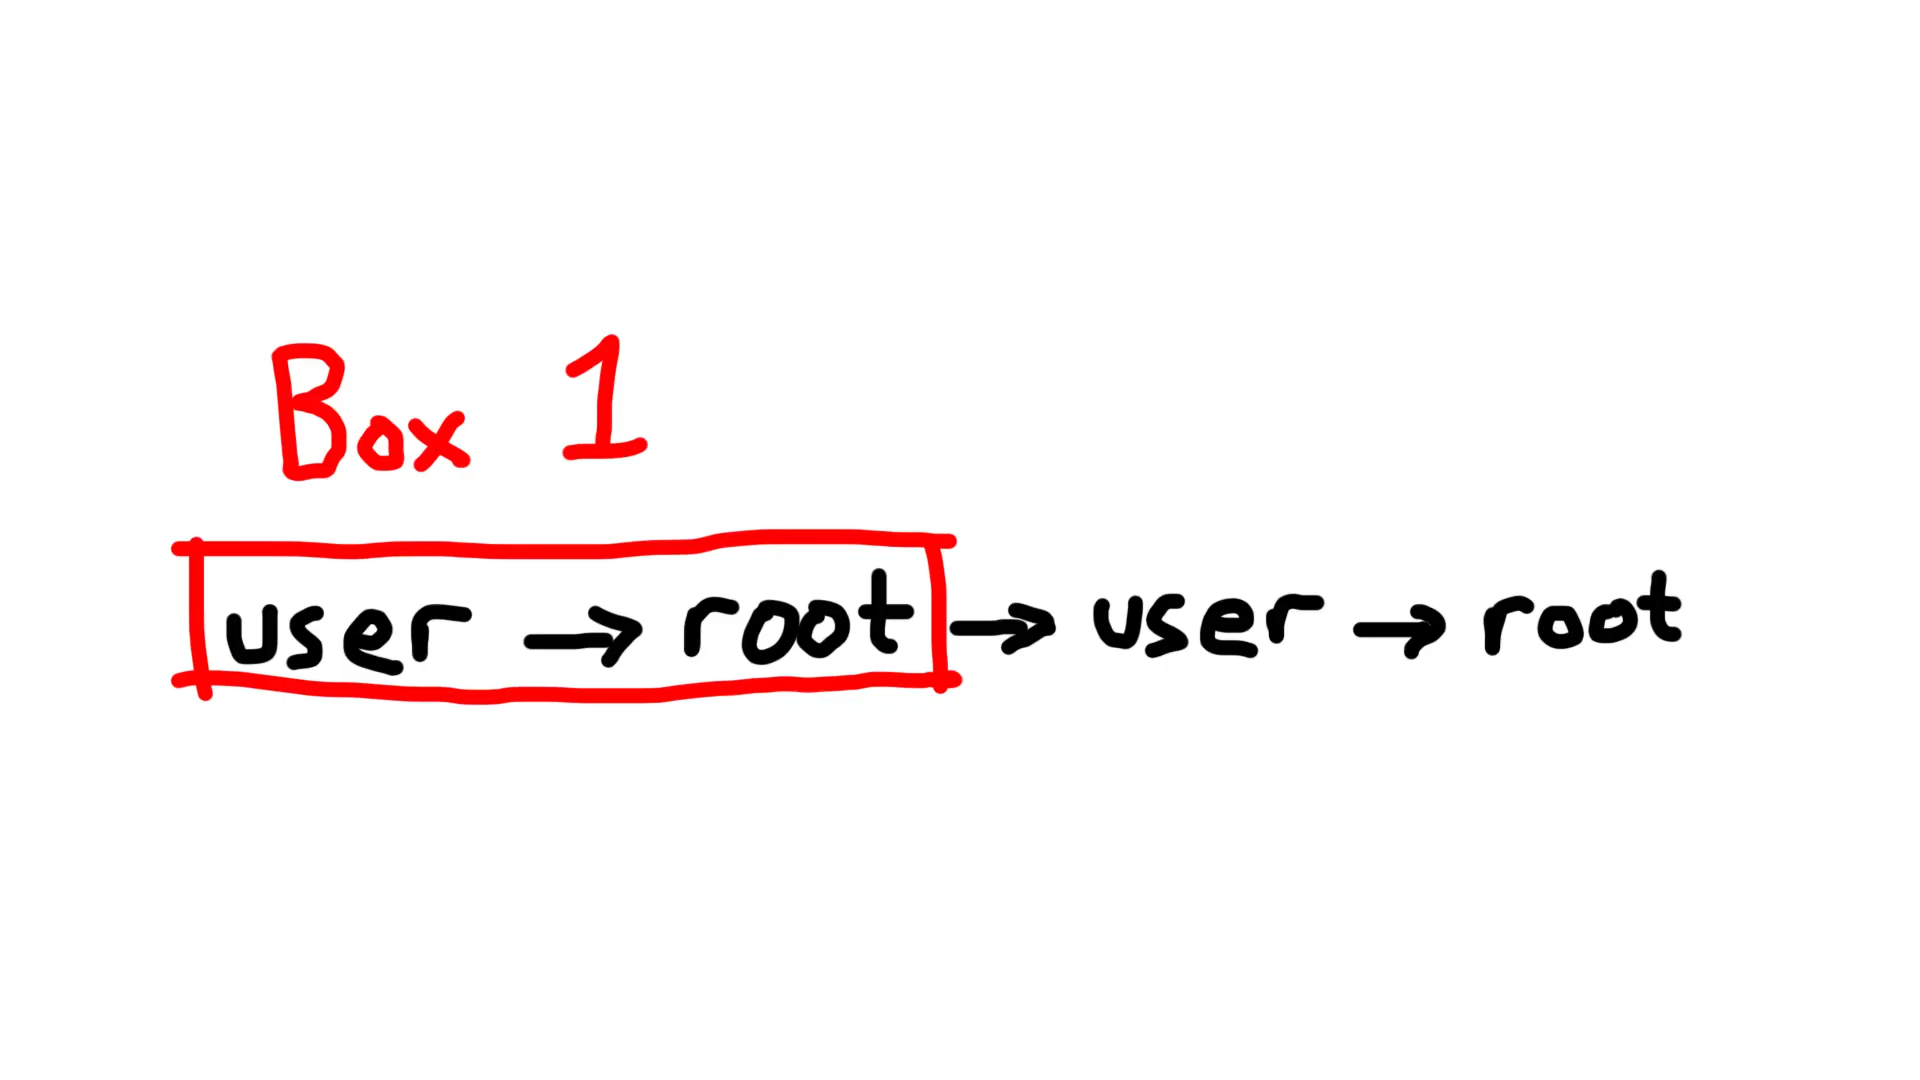 Box 1
user → root → user → root